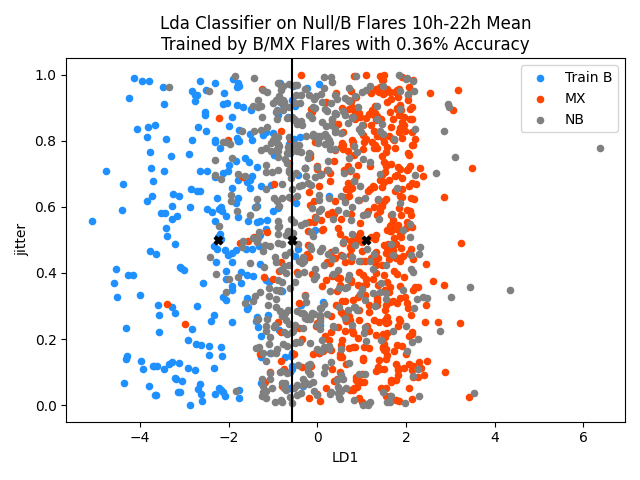 Lda Classifier on Null/B Flares 10h-22h Mean
Trained by B/MX Flares with 0.36% Accuracy
1.0
0.8
0.6
0.4
0.2
0.0
jitter
Train B
MX
NB
−4
−2
0
2
4
6
LD1